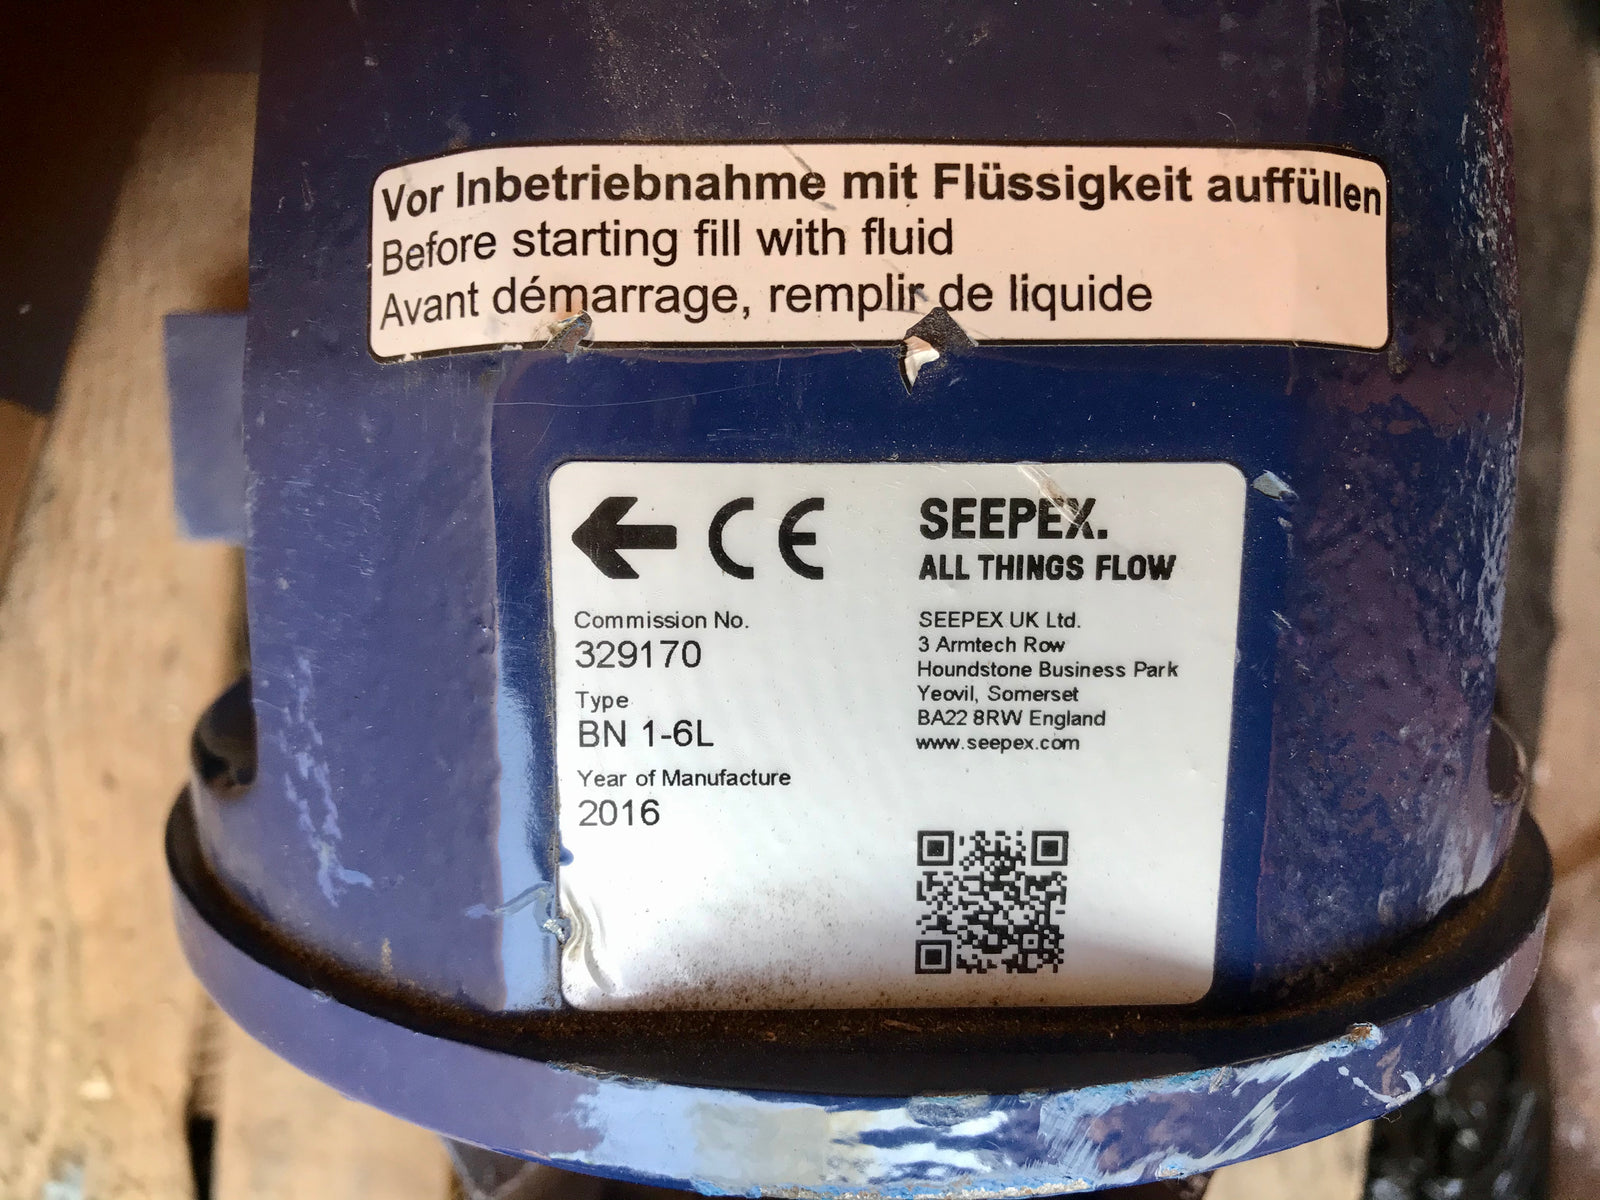 Vor Inbetriebnahme mit Flüssigkeit auffüllen
Before starting fill with fluid
Avant démarrage, remplir de liquide
CE
SEEPEX.
ALL THINGS FLOW
Commission No.
329170
Type
BN 1-6L
Year of Manufacture
2016
SEEPEX UK Ltd.
3 Armtech Row
Houndstone Business Park
Yeovil, Somerset
BA22 8RW England
www.seepex.com